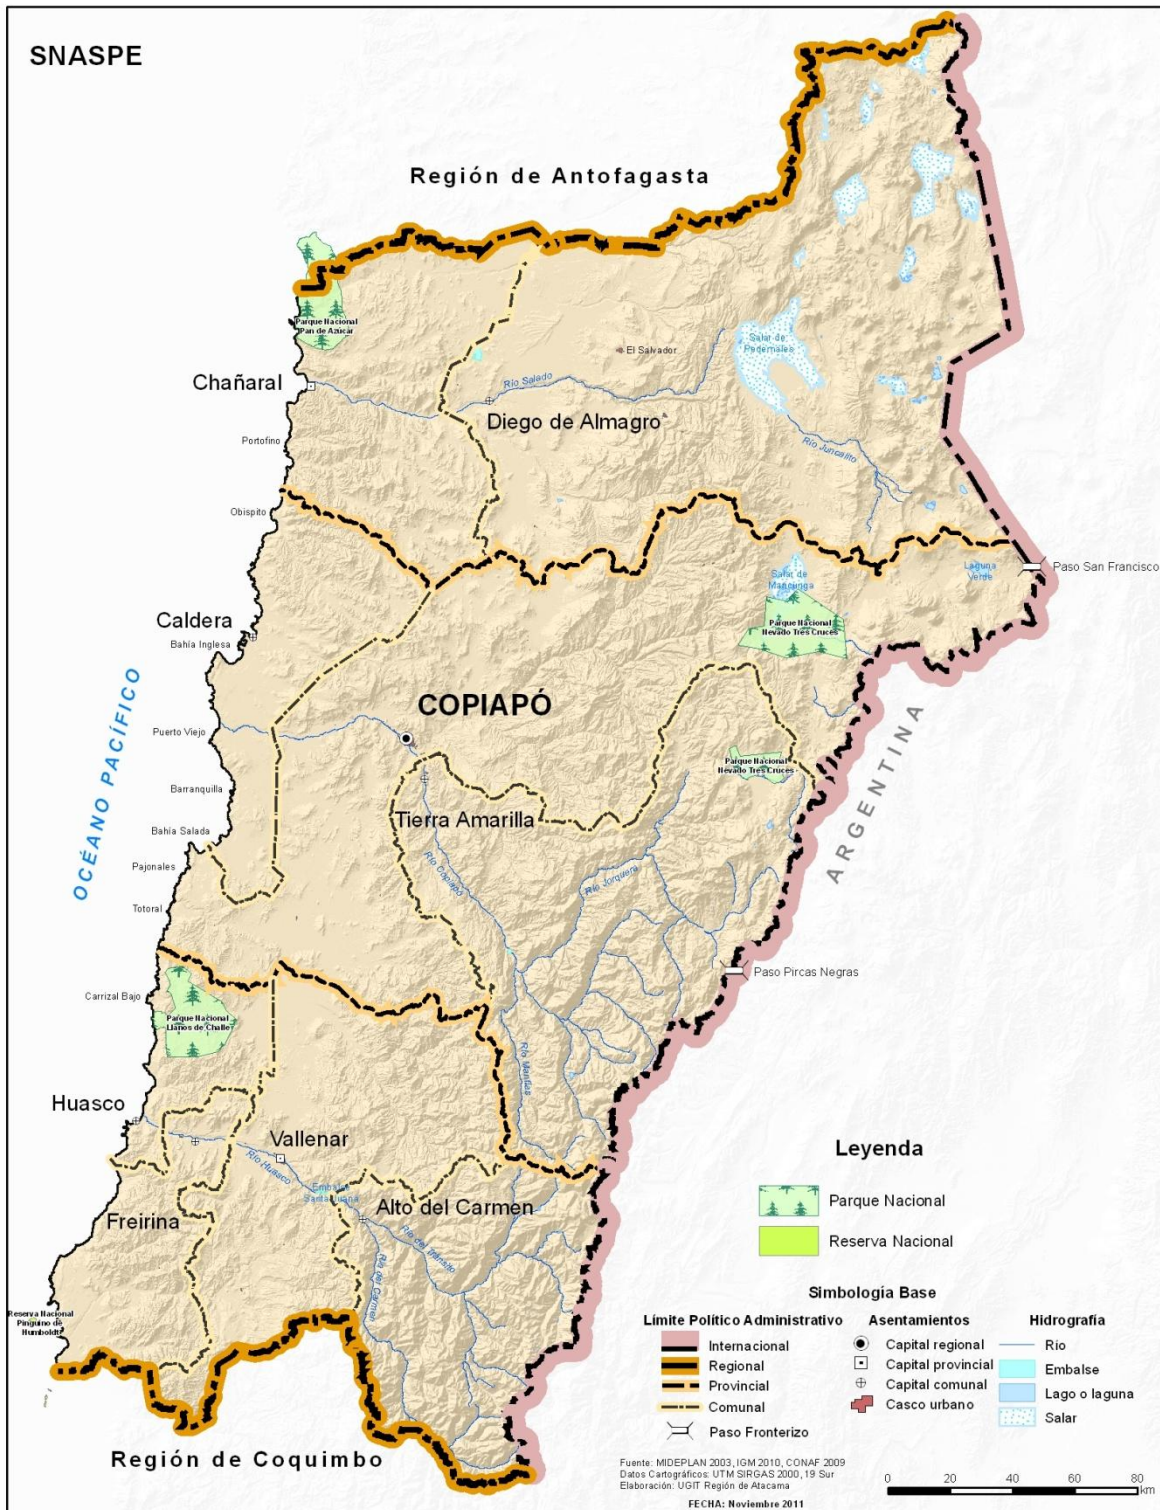 SNASPE
Región de Antofagasta
Parque Nacional
Pan de Azúcar
El Salvador
Salar de
Pedernales
Chañaral
Río Salado
Diego de Almagro
Portofino
Río Juncalito
Obispito
Salar de
Maricunga
Laguna
Verde
Paso San Francisco
Caldera
Bahía Inglesa
Parque Nacional
Nevado Tres Cruces
OCÉANO PACÍFICO
COPIAPÓ
Puerto Viejo
Parque Nacional
Nevado Tres Cruces
ARGENTINA
Barranquilla
Tierra Amarilla
Bahía Salada
Río Copiapó
Pajonales
Río Jorquera
Totoral
Paso Pircas Negras
Carrizal Bajo
Parque Nacional
Llanos de Challe
Río Manflas
Huasco
Vallenar
Río Huasco
Embalse
Santa Juana
Alto del Carmen
Freirina
Río del Tránsito
Río del Carmen
Reserva Nacional
Pinguino de
Humboldt
Región de Coquimbo
Leyenda
Parque Nacional
Reserva Nacional
Simbología Base
Límite Político Administrativo
Internacional
Regional
Provincial
Comunal
Paso Fronterizo
Asentamientos
Capital regional
Capital provincial
Capital comunal
Casco urbano
Hidrografía
Río
Embalse
Lago o laguna
Salar
Fuente: MIDEPLAN 2003, IGM 2010, CONAF 2009
Datos Cartográficos: UTM SIRGAS 2000, 19 Sur
Elaboración: UGIT Región de Atacama
FECHA: Noviembre 2011
0 20 40 60 80
km